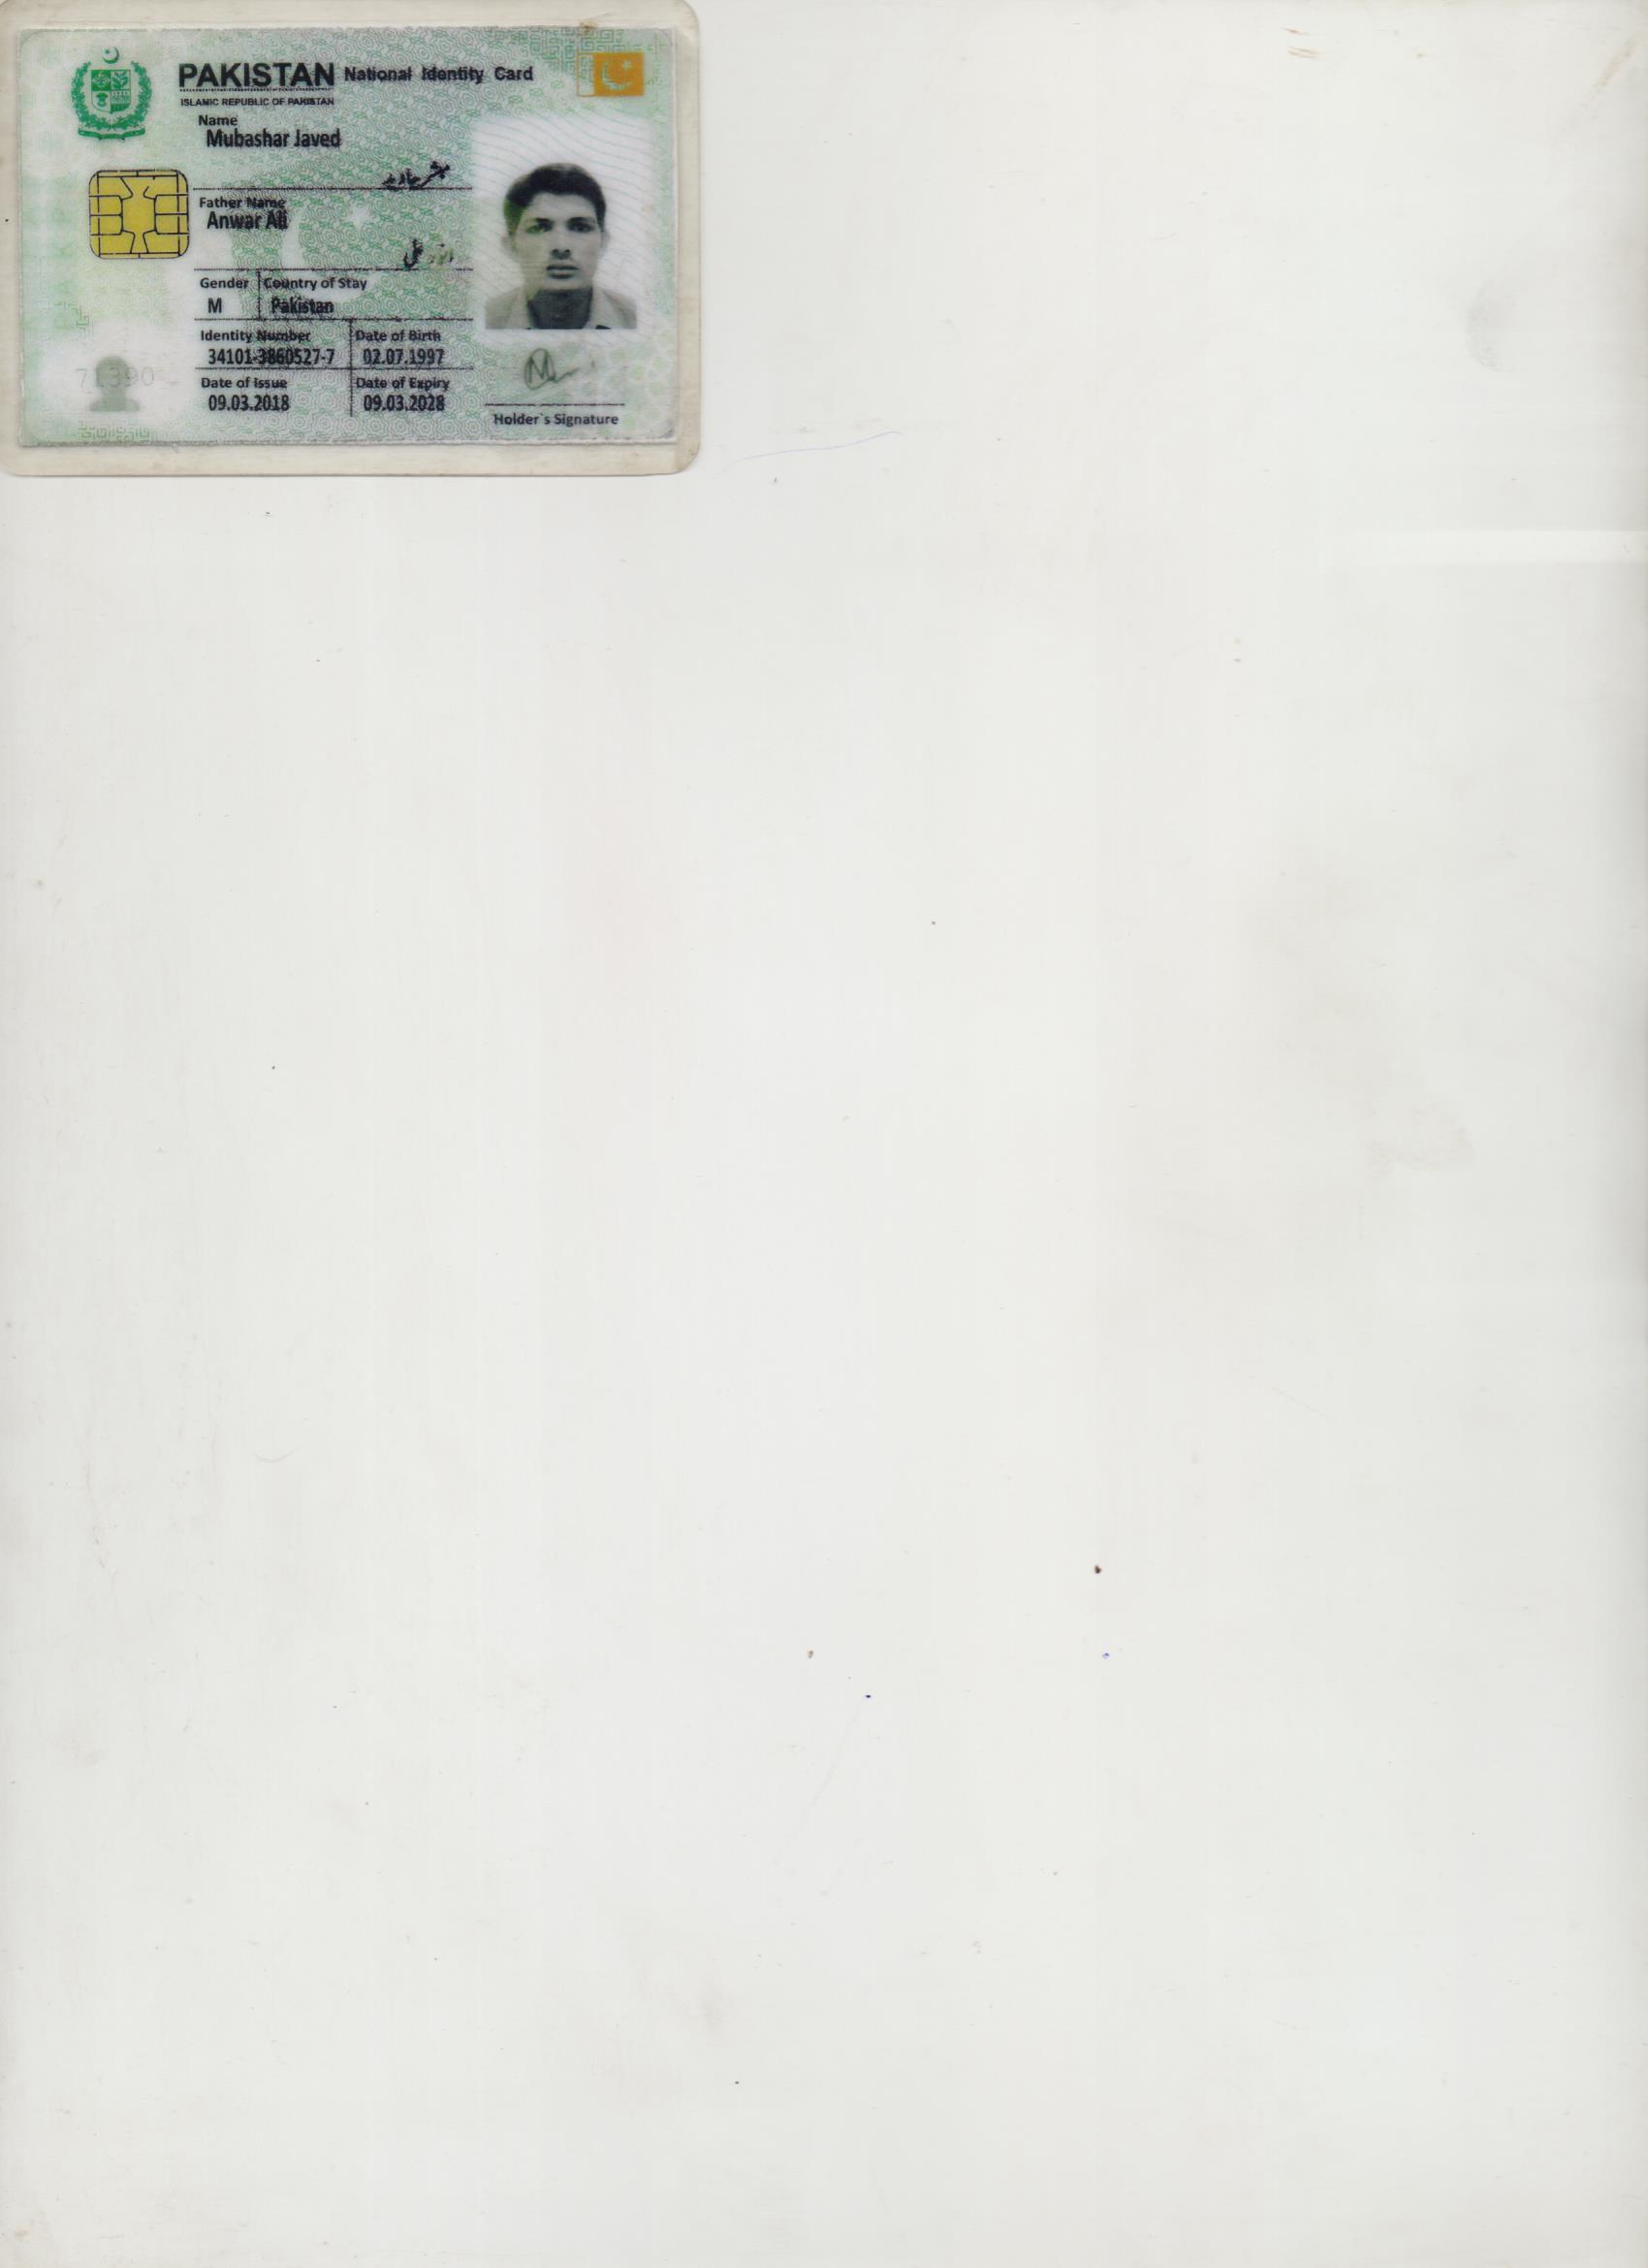 PAKISTAN National Identity Card
ISLAMIC REPUBLIC OF PAKISTAN
Name
Mubashar Javed
مبشر جاوید
Father Name
Anwar Ali
انور علی
Gender Country of Stay
M Pakistan
Identity Number Date of Birth
34101-3860527-7 02.07.1997
Date of Issue Date of Expiry
09.03.2018 09.03.2028
Holder`s Signature